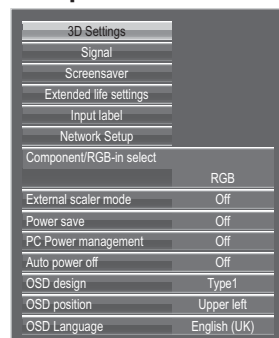 3D Settings
Signal
Screensaver
Extended life settings
Input label
Network Setup
Component/RGB-in select
RGB
External scaler mode Off
Power save Off
PC Power management Off
Auto power off Off
OSD design Type1
OSD position Upper left
OSD Language English (UK)